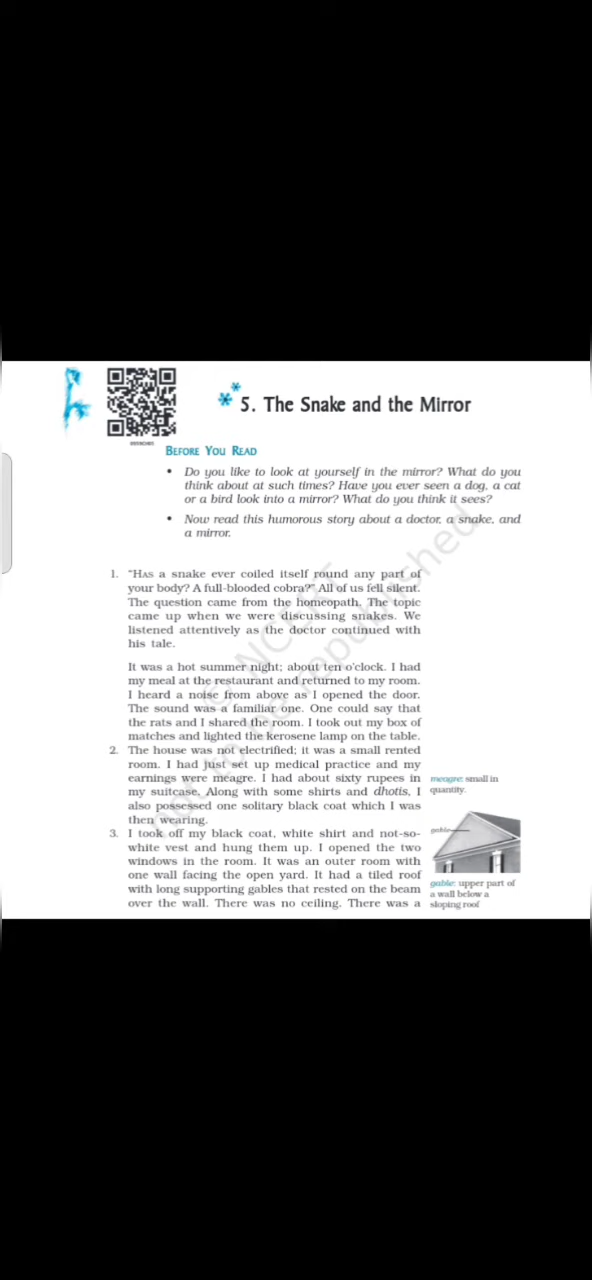 5. The Snake and the Mirror
BEFORE YOU READ
• Do you like to look at yourself in the mirror? What do you
think about at such times? Have you ever seen a dog, a cat
or a bird look into a mirror? What do you think it sees?
• Now read this humorous story about a doctor, a snake, and
a mirror.
1. “HAS a snake ever coiled itself round any part of
your body? A full-blooded cobra?” All of us fell silent.
The question came from the homeopath. The topic
came up when we were discussing snakes. We
listened attentively as the doctor continued with
his tale.
It was a hot summer night; about ten o’clock. I had
my meal at the restaurant and returned to my room.
I heard a noise from above as I opened the door.
The sound was a familiar one. One could say that
the rats and I shared the room. I took out my box of
matches and lighted the kerosene lamp on the table.
2. The house was not electrified; it was a small rented
room. I had just set up medical practice and my
earnings were meagre. I had about sixty rupees in
my suitcase. Along with some shirts and dhotis, I
also possessed one solitary black coat which I was
then wearing.
meagre: small in
quantity.
3. I took off my black coat, white shirt and not-so-
white vest and hung them up. I opened the two
windows in the room. It was an outer room with
one wall facing the open yard. It had a tiled roof
with long supporting gables that rested on the beam
over the wall. There was no ceiling. There was a
gable
gable: upper part of
a wall below a
sloping roof
© NCERT
not to be republished